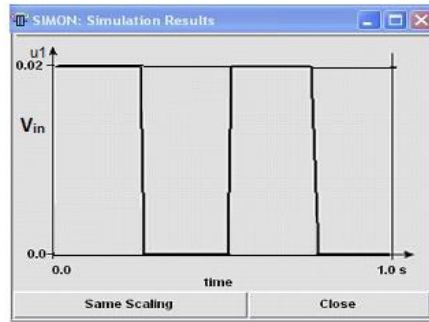 SIMON: Simulation Results
u1
0.02
Vin
0.0
0.0
1.0 s
time
Same Scaling
Close